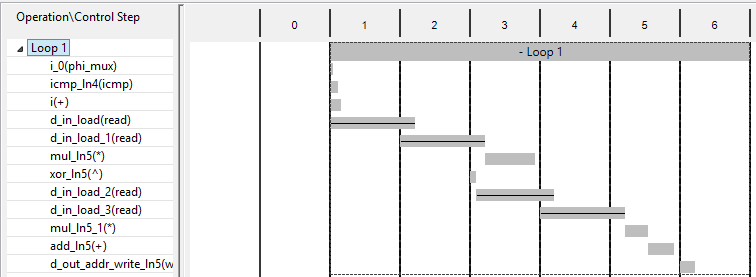 Operation\Control Step
0 1 2 3 4 5 6
Loop 1
- Loop 1
i_0(phi_mux)
icmp_ln4(icmp)
i(+)
d_in_load(read)
d_in_load_1(read)
mul_ln5(*)
xor_ln5(^)
d_in_load_2(read)
d_in_load_3(read)
mul_ln5_1(*)
add_ln5(+)
d_out_addr_write_ln5(w